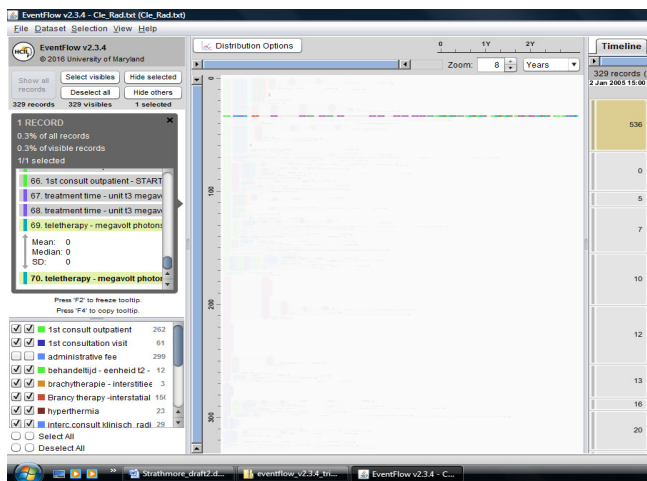 EventFlow v2.3.4 - Cle_Rad.txt (Cle_Rad.txt)
File Dataset Selection View Help
HCIL
EventFlow v2.3.4
© 2016 University of Maryland
Show all records
Select visibles
Hide selected
Deselect all
Hide others
329 records 329 visibles 1 selected
1 RECORD
0.3% of all records
0.3% of visible records
1/1 selected
66. 1st consult outpatient - START
67. treatment time - unit t3 megav
68. treatment time - unit t3 megav
69. teletherapy - megavolt photons
Mean: 0
Median: 0
SD: 0
70. teletherapy - megavolt photor
Press 'F2' to freeze tooltip.
Press 'F4' to copy tooltip.
1st consult outpatient 262
1st consultation visit 61
administrative fee 299
behandeltijd - eenheid t2 - 12
brachytherapie - interstitiee 3
Brancy therapy -interstatial 15
hyperthermia 23
interc.consult klinisch radi 29
Select All
Deselect All
Distribution Options
0 1Y 2Y
Zoom: 8 Years
0
100
200
300
Timeline
329 records (
2 Jan 2005 15:00
536
0
5
7
10
12
13
16
20
Strathmore_draft2.d...
eventflow_v2.3.4_tri...
EventFlow v2.3.4 - C...